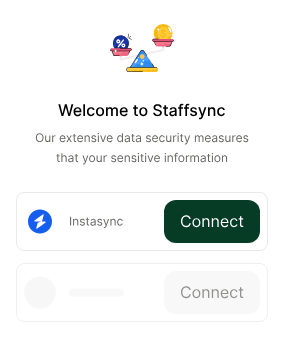 %
Welcome to Staffsync
Our extensive data security measures
that your sensitive information
Instasync
Connect
Connect